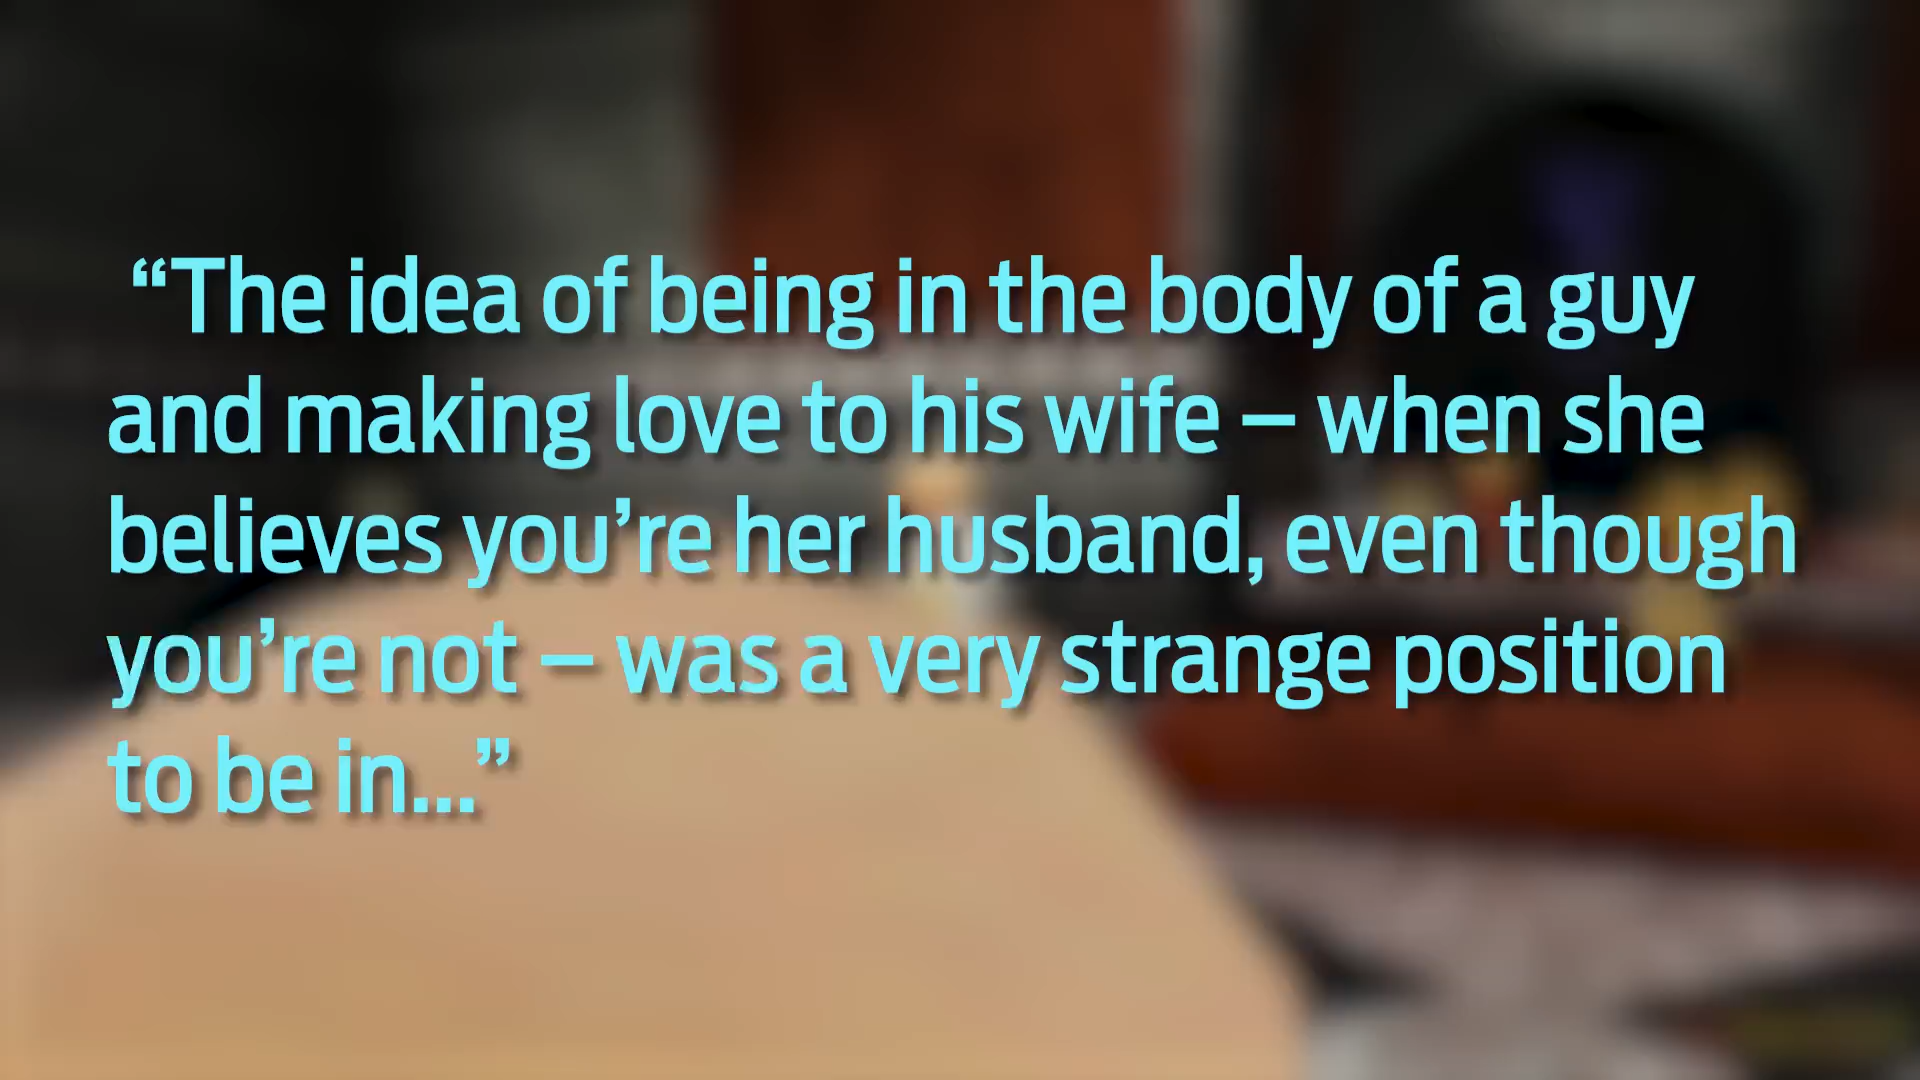 “The idea of being in the body of a guy
and making love to his wife – when she
believes you’re her husband, even though
you’re not – was a very strange position
to be in...”